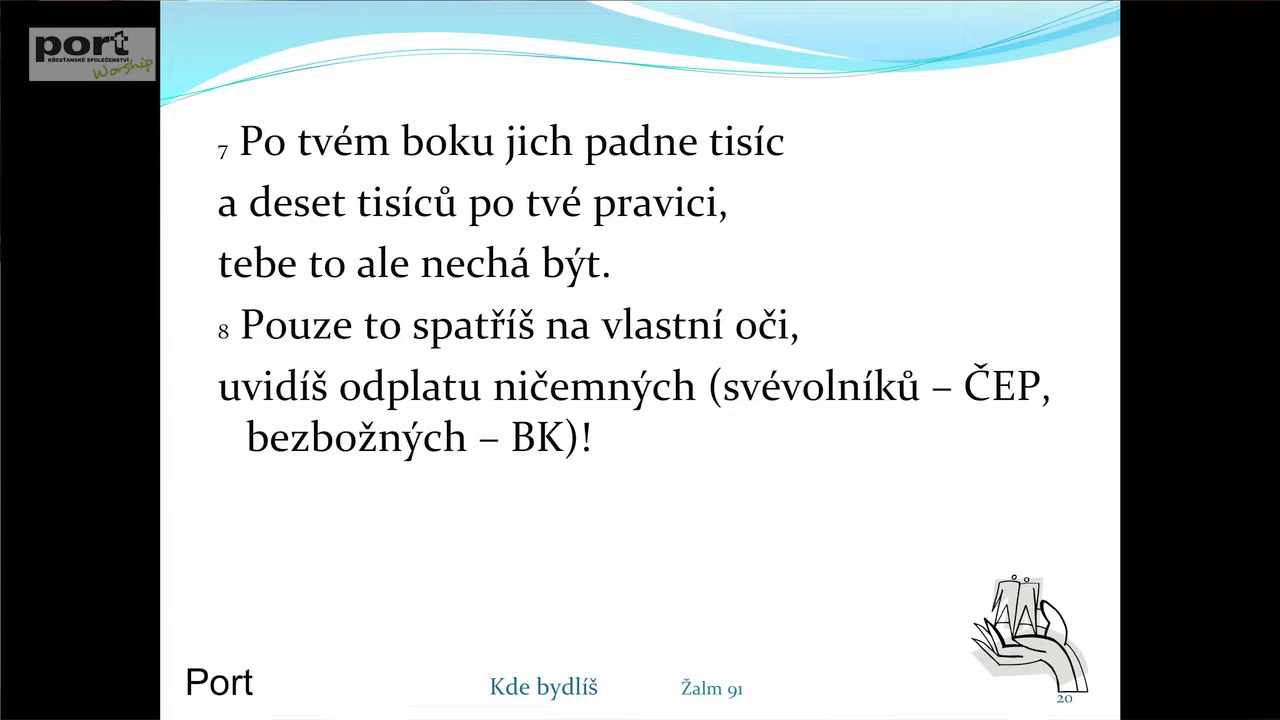 port
KŘESŤANSKÉ SPOLEČENSTVÍ
Worship
7 Po tvém boku jich padne tisíc
a deset tisíců po tvé pravici,
tebe to ale nechá být.
8 Pouze to spatříš na vlastní oči,
uvidíš odplatu ničemných (svévolníků – ČEP,
bezbožných – BK)!
Port
Kde bydlíš
Žalm 91
20